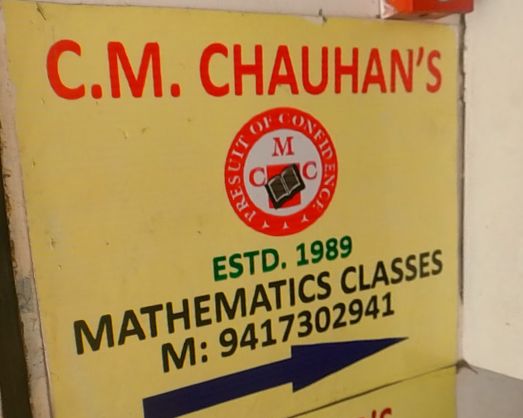 C.M. CHAUHAN'S
PRESUIT OF CONFIDENCE
M
C C
ESTD. 1989
MATHEMATICS CLASSES
M: 9417302941